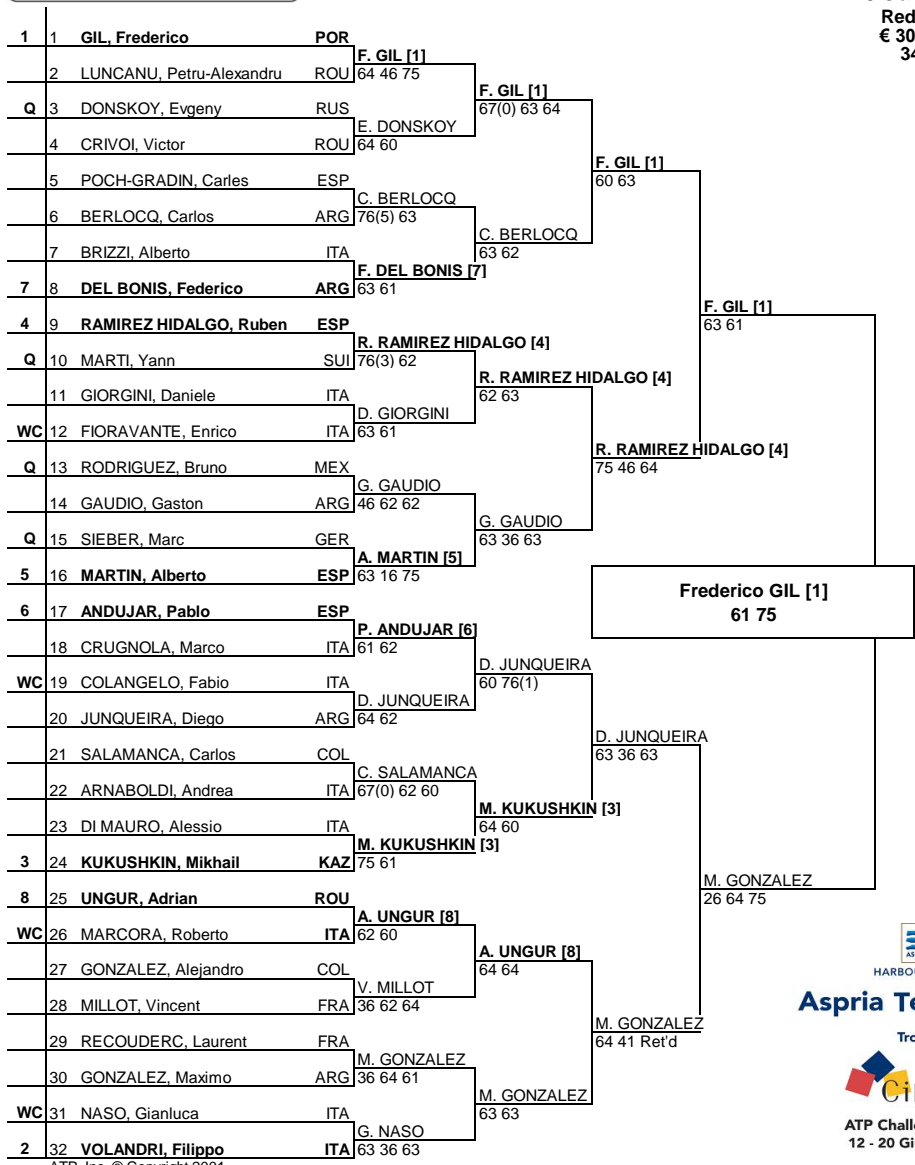 Red
€ 30
34
1 1 GIL, Frederico POR
F. GIL [1]
2 LUNCANU, Petru-Alexandru ROU 64 46 75
F. GIL [1]
Q 3 DONSKOY, Evgeny RUS 67(0) 63 64
E. DONSKOY
4 CRIVOI, Victor ROU 64 60
F. GIL [1]
5 POCH-GRADIN, Carles ESP 60 63
C. BERLOCQ
6 BERLOCQ, Carlos ARG 76(5) 63
C. BERLOCQ
7 BRIZZI, Alberto ITA 63 62
F. DEL BONIS [7]
7 8 DEL BONIS, Federico ARG 63 61
F. GIL [1]
4 9 RAMIREZ HIDALGO, Ruben ESP 63 61
R. RAMIREZ HIDALGO [4]
Q 10 MARTI, Yann SUI 76(3) 62
R. RAMIREZ HIDALGO [4]
11 GIORGINI, Daniele ITA 62 63
D. GIORGINI
WC 12 FIORAVANTE, Enrico ITA 63 61
R. RAMIREZ HIDALGO [4]
Q 13 RODRIGUEZ, Bruno MEX 75 46 64
G. GAUDIO
14 GAUDIO, Gaston ARG 46 62 62
G. GAUDIO
Q 15 SIEBER, Marc GER 63 36 63
A. MARTIN [5]
5 16 MARTIN, Alberto ESP 63 16 75
Frederico GIL [1]
61 75
6 17 ANDUJAR, Pablo ESP
P. ANDUJAR [6]
18 CRUGNOLA, Marco ITA 61 62
D. JUNQUEIRA
WC 19 COLANGELO, Fabio ITA 60 76(1)
D. JUNQUEIRA
20 JUNQUEIRA, Diego ARG 64 62
D. JUNQUEIRA
21 SALAMANCA, Carlos COL 63 36 63
C. SALAMANCA
22 ARNABOLDI, Andrea ITA 67(0) 62 60
M. KUKUSHKIN [3]
23 DI MAURO, Alessio ITA 64 60
M. KUKUSHKIN [3]
3 24 KUKUSHKIN, Mikhail KAZ 75 61
M. GONZALEZ
8 25 UNGUR, Adrian ROU 26 64 75
A. UNGUR [8]
WC 26 MARCORA, Roberto ITA 62 60
A. UNGUR [8]
27 GONZALEZ, Alejandro COL 64 64
V. MILLOT
28 MILLOT, Vincent FRA 36 62 64
M. GONZALEZ
29 RECOUDERC, Laurent FRA 64 41 Ret'd
M. GONZALEZ
30 GONZALEZ, Maximo ARG 36 64 61
M. GONZALEZ
WC 31 NASO, Gianluca ITA 63 63
G. NASO
2 32 VOLANDRI, Filippo ITA 63 36 63
HARBOU
Aspria Te
Tro
Ci
ATP Challe
12 - 20 Gi
ATP, Inc. © Copyright 2001